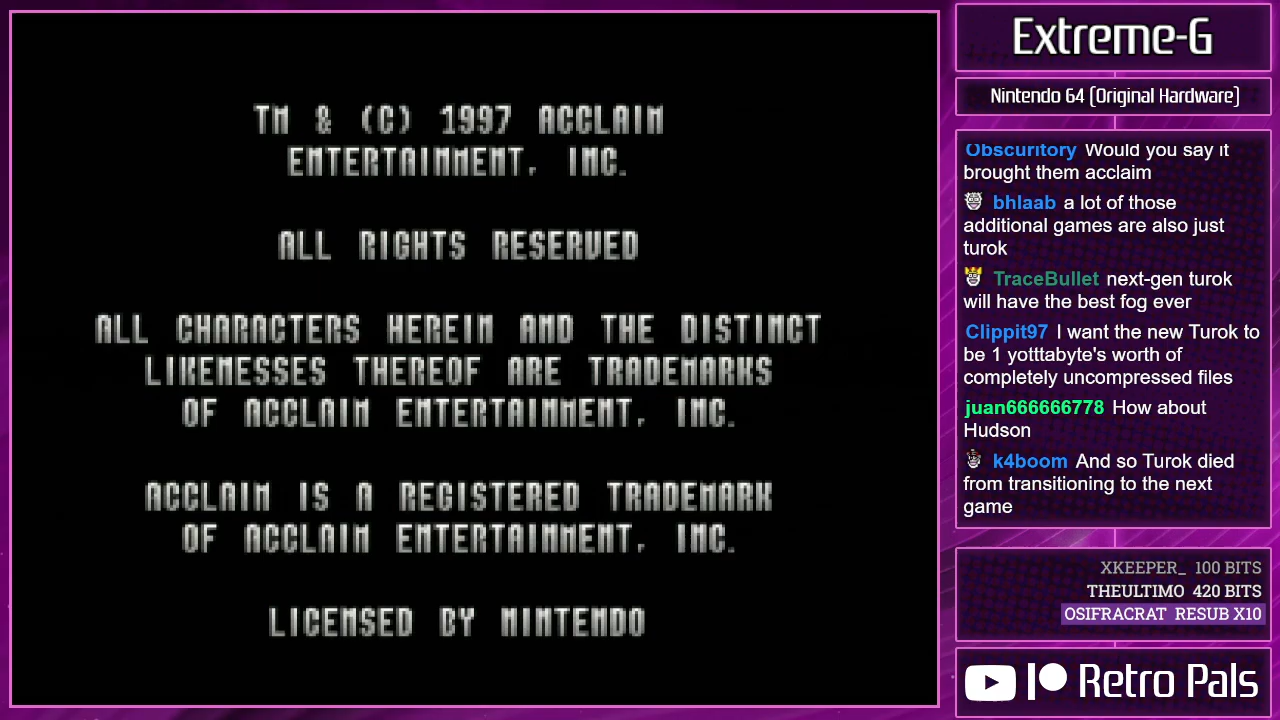 TM & (C) 1997 ACCLAIM
ENTERTAINMENT, INC.
ALL RIGHTS RESERVED
ALL CHARACTERS HEREIN AND THE DISTINCT
LIKENESSES THEREOF ARE TRADEMARKS
OF ACCLAIM ENTERTAINMENT, INC.
ACCLAIM IS A REGISTERED TRADEMARK
OF ACCLAIM ENTERTAINMENT, INC.
LICENSED BY NINTENDO
Extreme-G
Nintendo 64 (Original Hardware)
Obscuritory Would you say it
brought them acclaim
bhlaab a lot of those
additional games are also just
turok
TraceBullet next-gen turok
will have the best fog ever
Clippit97 I want the new Turok to
be 1 yotttabyte's worth of
completely uncompressed files
juan666666778 How about
Hudson
k4boom And so Turok died
from transitioning to the next
game
XKEEPER_ 100 BITS
THEULTIMO 420 BITS
OSIFRACRAT RESUB X10
Retro Pals